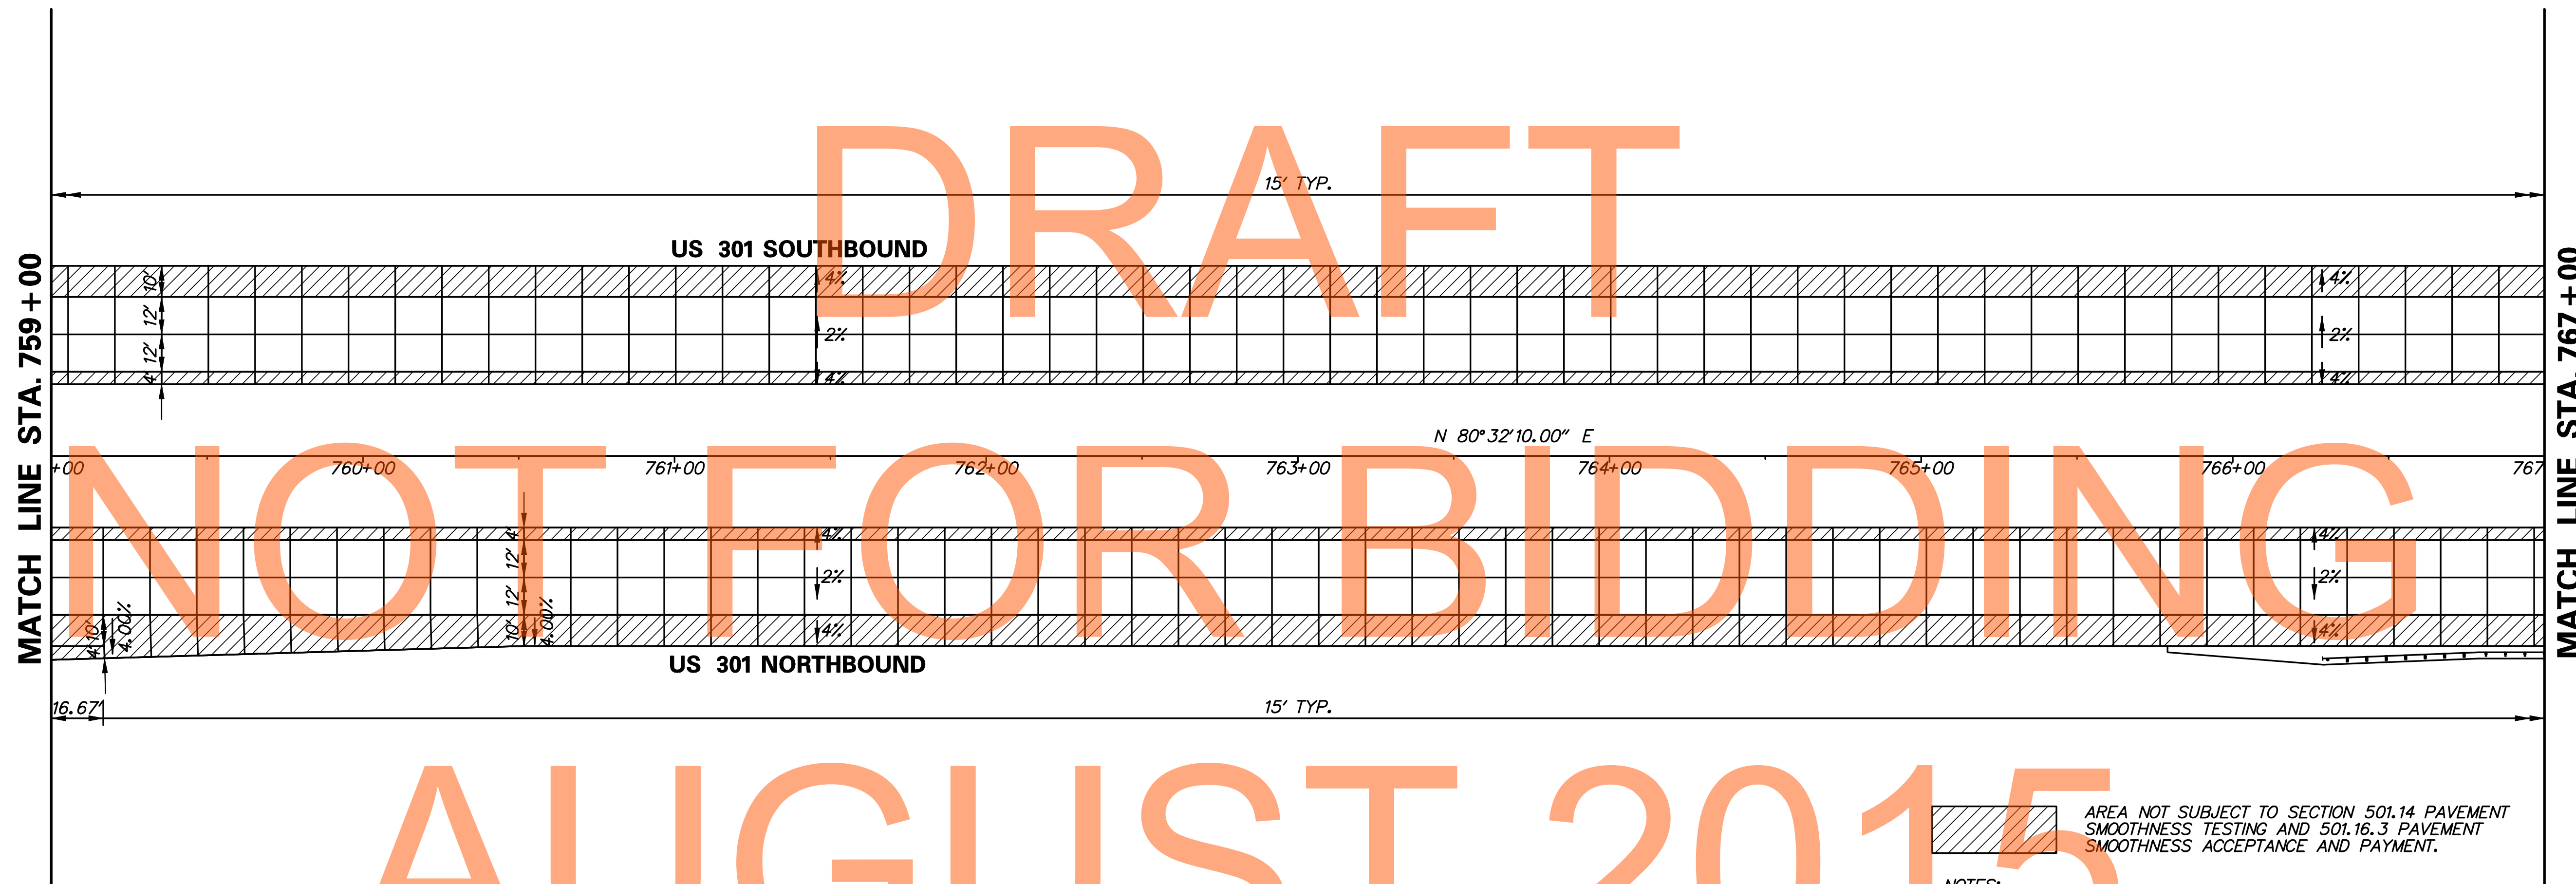 DRAFT
15' TYP.
US 301 SOUTHBOUND
MATCH LINE STA. 759+00
MATCH LINE STA. 767+00
10'
12'
12'
4'
4%
2%
4%
4%
2%
4%
N 80°32'10.00" E
+00 760+00 761+00 762+00 763+00 764+00 765+00 766+00 767
NOT FOR BIDDING
4'
12'
12'
10'
4.00%
4%
2%
4%
4%
2%
4%
10'
4'
4.00%
US 301 NORTHBOUND
16.67'
15' TYP.
AUGUST 2015
AREA NOT SUBJECT TO SECTION 501.14 PAVEMENT
SMOOTHNESS TESTING AND 501.16.3 PAVEMENT
SMOOTHNESS ACCEPTANCE AND PAYMENT.
NOTES: